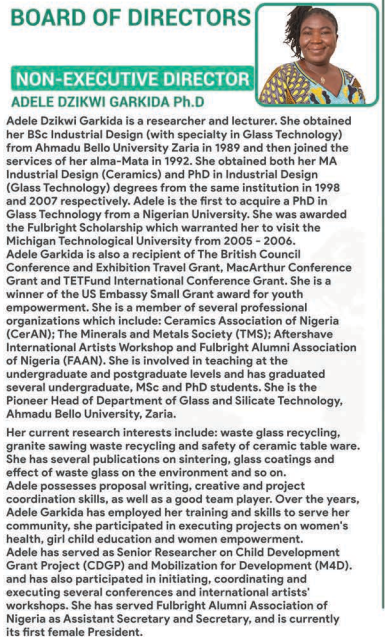 BOARD OF DIRECTORS
NON-EXECUTIVE DIRECTOR
ADELE DZIKWI GARKIDA Ph.D
Adele Dzikwi Garkida is a researcher and lecturer. She obtained
her BSc Industrial Design (with specialty in Glass Technology)
from Ahmadu Bello University Zaria in 1989 and then joined the
services of her alma-Mata in 1992. She obtained both her MA
Industrial Design (Ceramics) and PhD in Industrial Design
(Glass Technology) degrees from the same institution in 1998
and 2007 respectively. Adele is the first to acquire a PhD in
Glass Technology from a Nigerian University. She was awarded
the Fulbright Scholarship which warranted her to visit the
Michigan Technological University from 2005 - 2006.
Adele Garkida is also a recipient of The British Council
Conference and Exhibition Travel Grant, MacArthur Conference
Grant and TETFund International Conference Grant. She is a
winner of the US Embassy Small Grant award for youth
empowerment. She is a member of several professional
organizations which include: Ceramics Association of Nigeria
(CerAN); The Minerals and Metals Society (TMS); Aftershave
International Artists Workshop and Fulbright Alumni Association
of Nigeria (FAAN). She is involved in teaching at the
undergraduate and postgraduate levels and has graduated
several undergraduate, MSc and PhD students. She is the
Pioneer Head of Department of Glass and Silicate Technology,
Ahmadu Bello University, Zaria.
Her current research interests include: waste glass recycling,
granite sawing waste recycling and safety of ceramic table ware.
She has several publications on sintering, glass coatings and
effect of waste glass on the environment and so on.
Adele possesses proposal writing, creative and project
coordination skills, as well as a good team player. Over the years,
Adele Garkida has employed her training and skills to serve her
community, she participated in executing projects on women's
health, girl child education and women empowerment.
Adele has served as Senior Researcher on Child Development
Grant Project (CDGP) and Mobilization for Development (M4D).
and has also participated in initiating, coordinating and
executing several conferences and international artists'
workshops. She has served Fulbright Alumni Association of
Nigeria as Assistant Secretary and Secretary, and is currently
its first female President.